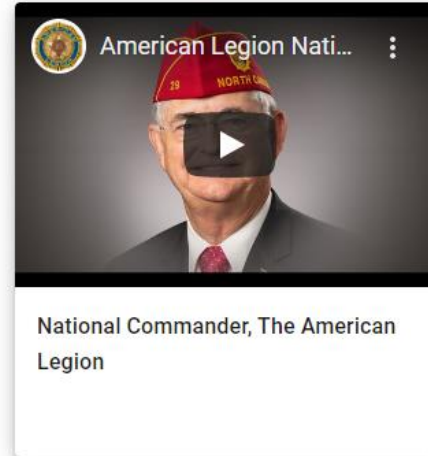 American Legion Nati...
29
NORTH CA
National Commander, The American
Legion